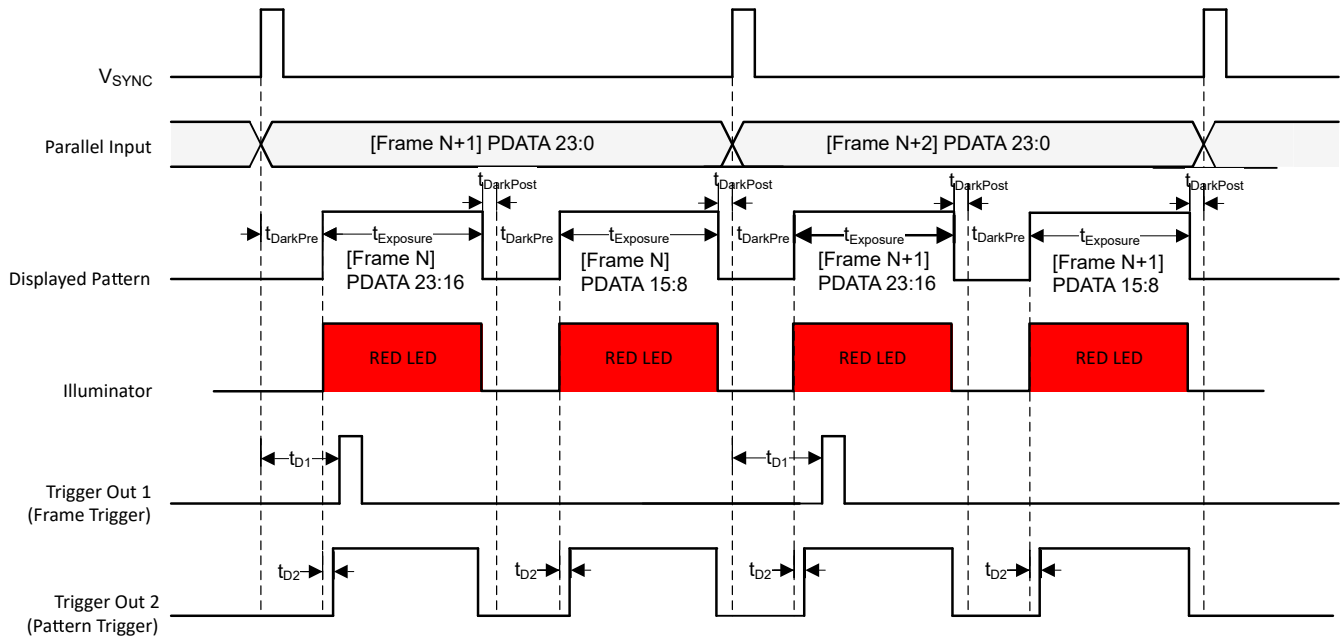 VSYNC
Parallel Input
[Frame N+1] PDATA 23:0
[Frame N+2] PDATA 23:0
tDarkPost
tDarkPost
tDarkPost
tDarkPost
tDarkPre
tExposure
tDarkPre
tExposure
tDarkPre
tExposure
tDarkPre
tExposure
Displayed Pattern
[Frame N]
PDATA 23:16
[Frame N]
PDATA 15:8
[Frame N+1]
PDATA 23:16
[Frame N+1]
PDATA 15:8
Illuminator
RED LED
RED LED
RED LED
RED LED
tD1
tD1
Trigger Out 1
(Frame Trigger)
tD2
tD2
tD2
tD2
Trigger Out 2
(Pattern Trigger)